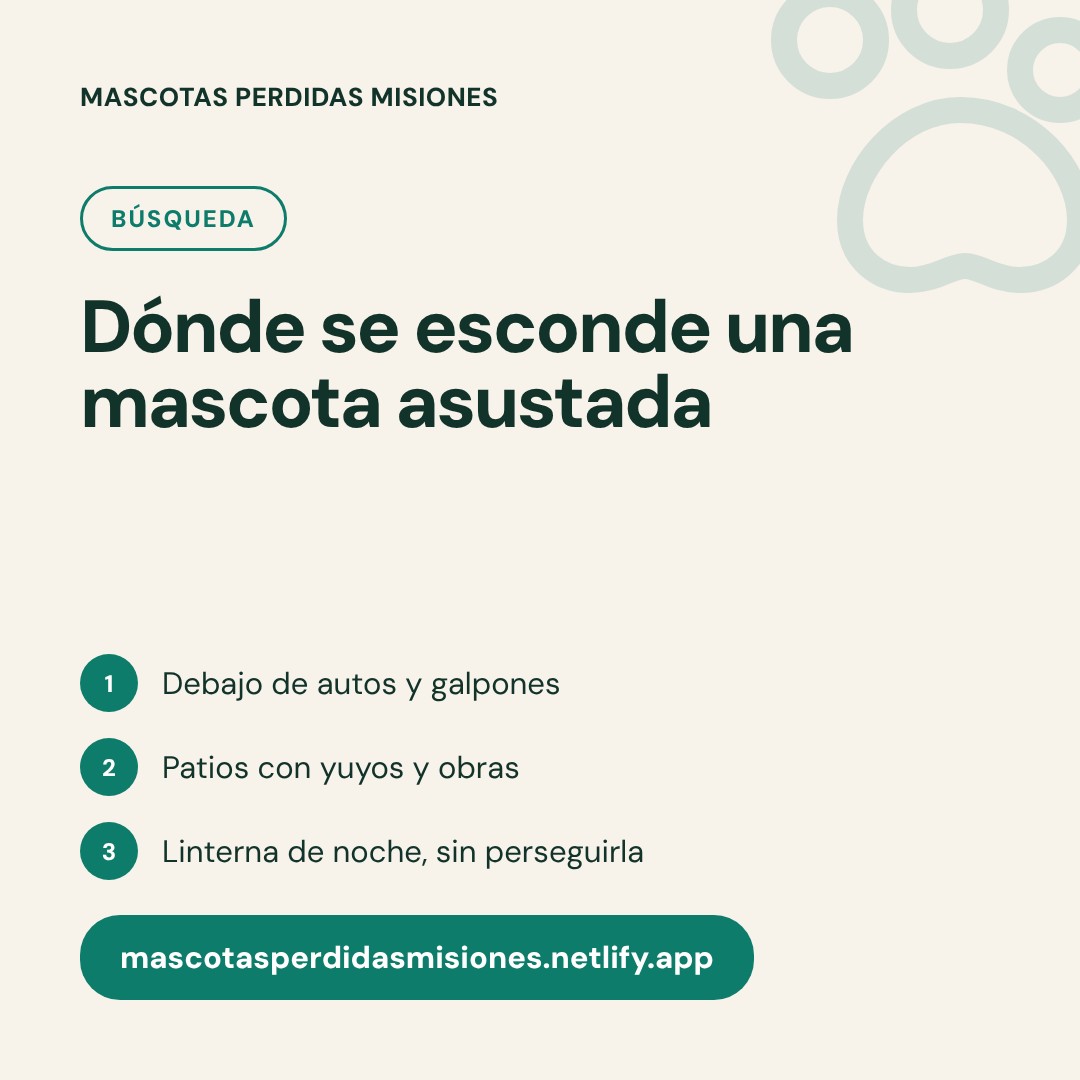 MASCOTAS PERDIDAS MISIONES
BÚSQUEDA
Dónde se esconde una
mascota asustada
1 Debajo de autos y galpones
2 Patios con yuyos y obras
3 Linterna de noche, sin perseguirla
mascotasperdidasmisiones.netlify.app